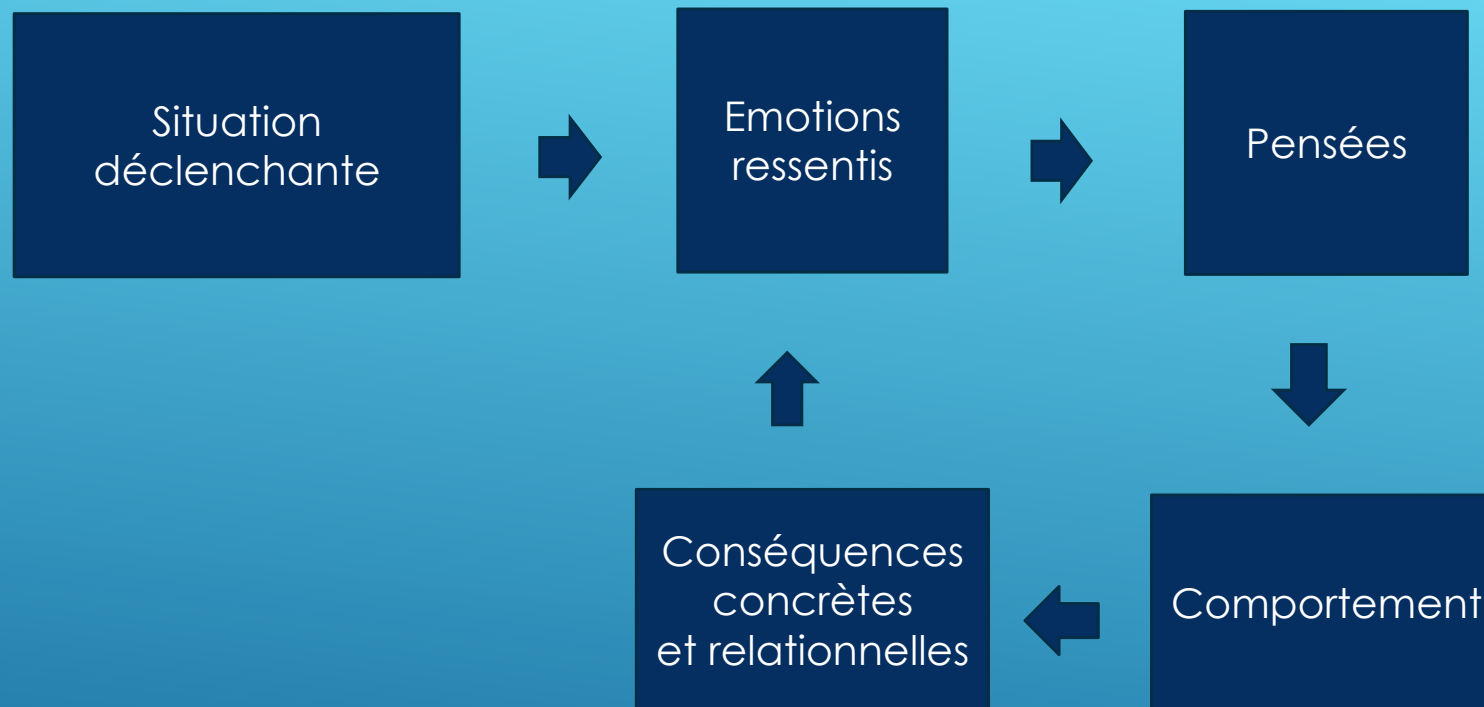 Situation
déclenchante
Emotions
ressentis
Pensées
Conséquences
concrètes
et relationnelles
Comportement